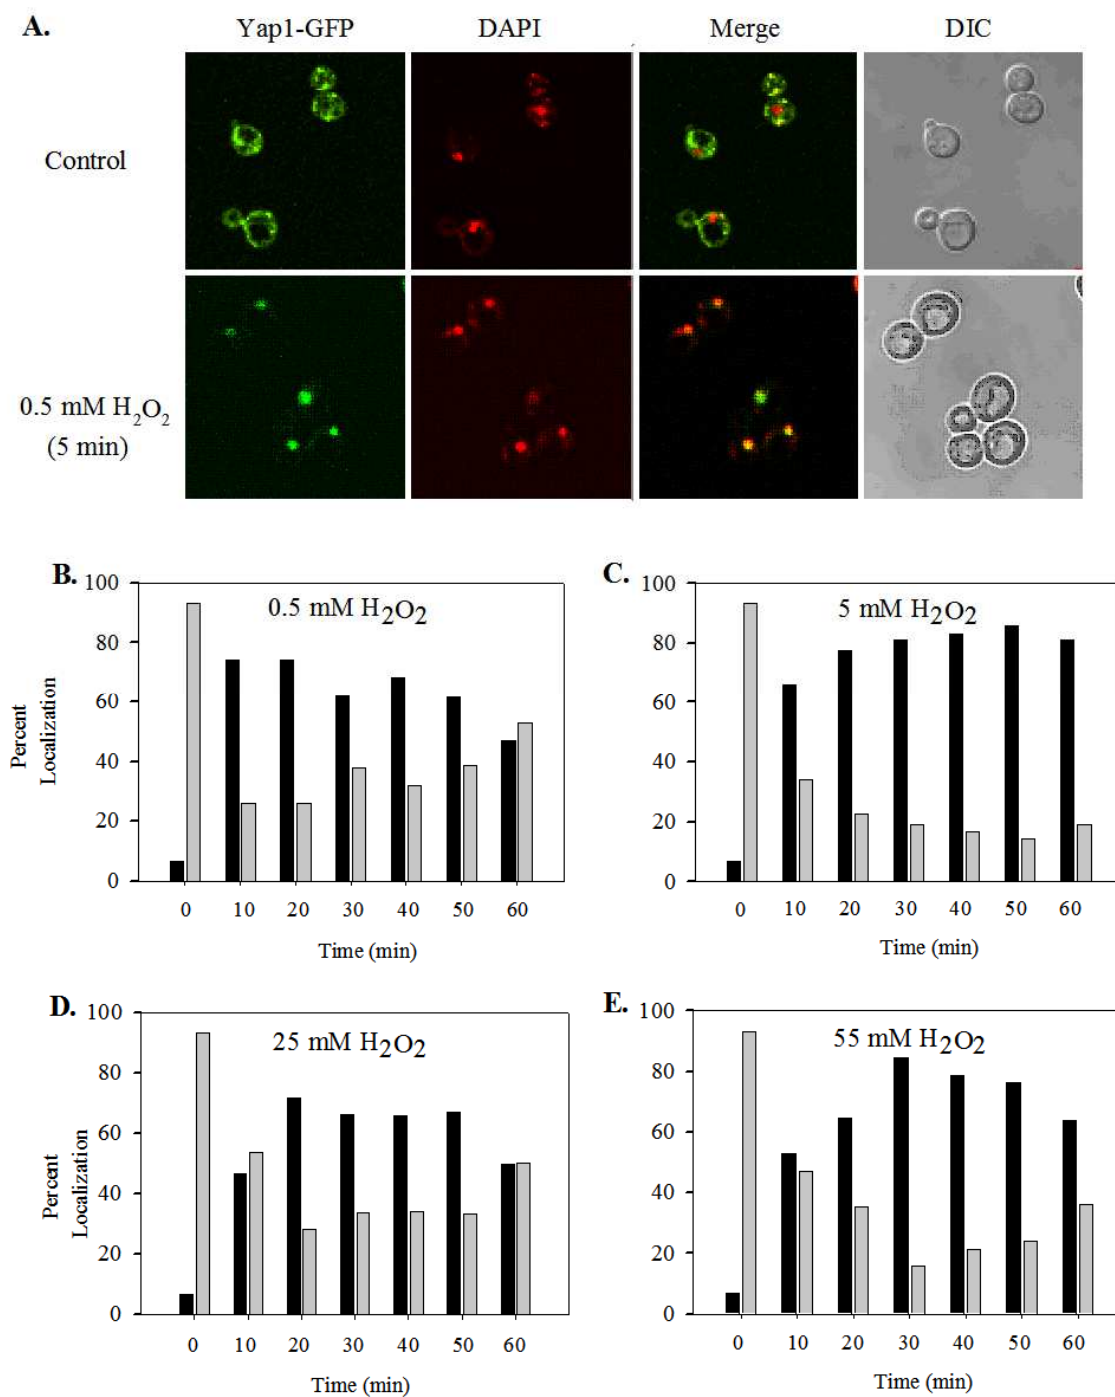 A.
Yap1-GFP DAPI Merge DIC
Control
0.5 mM H₂O₂
(5 min)
B.
0.5 mM H₂O₂
Percent
Localization
100
80
60
40
20
0
0 10 20 30 40 50 60
Time (min)
C.
5 mM H₂O₂
100
80
60
40
20
0
0 10 20 30 40 50 60
Time (min)
D.
25 mM H₂O₂
Percent
Localization
100
80
60
40
20
0
0 10 20 30 40 50 60
Time (min)
E.
55 mM H₂O₂
100
80
60
40
20
0
0 10 20 30 40 50 60
Time (min)